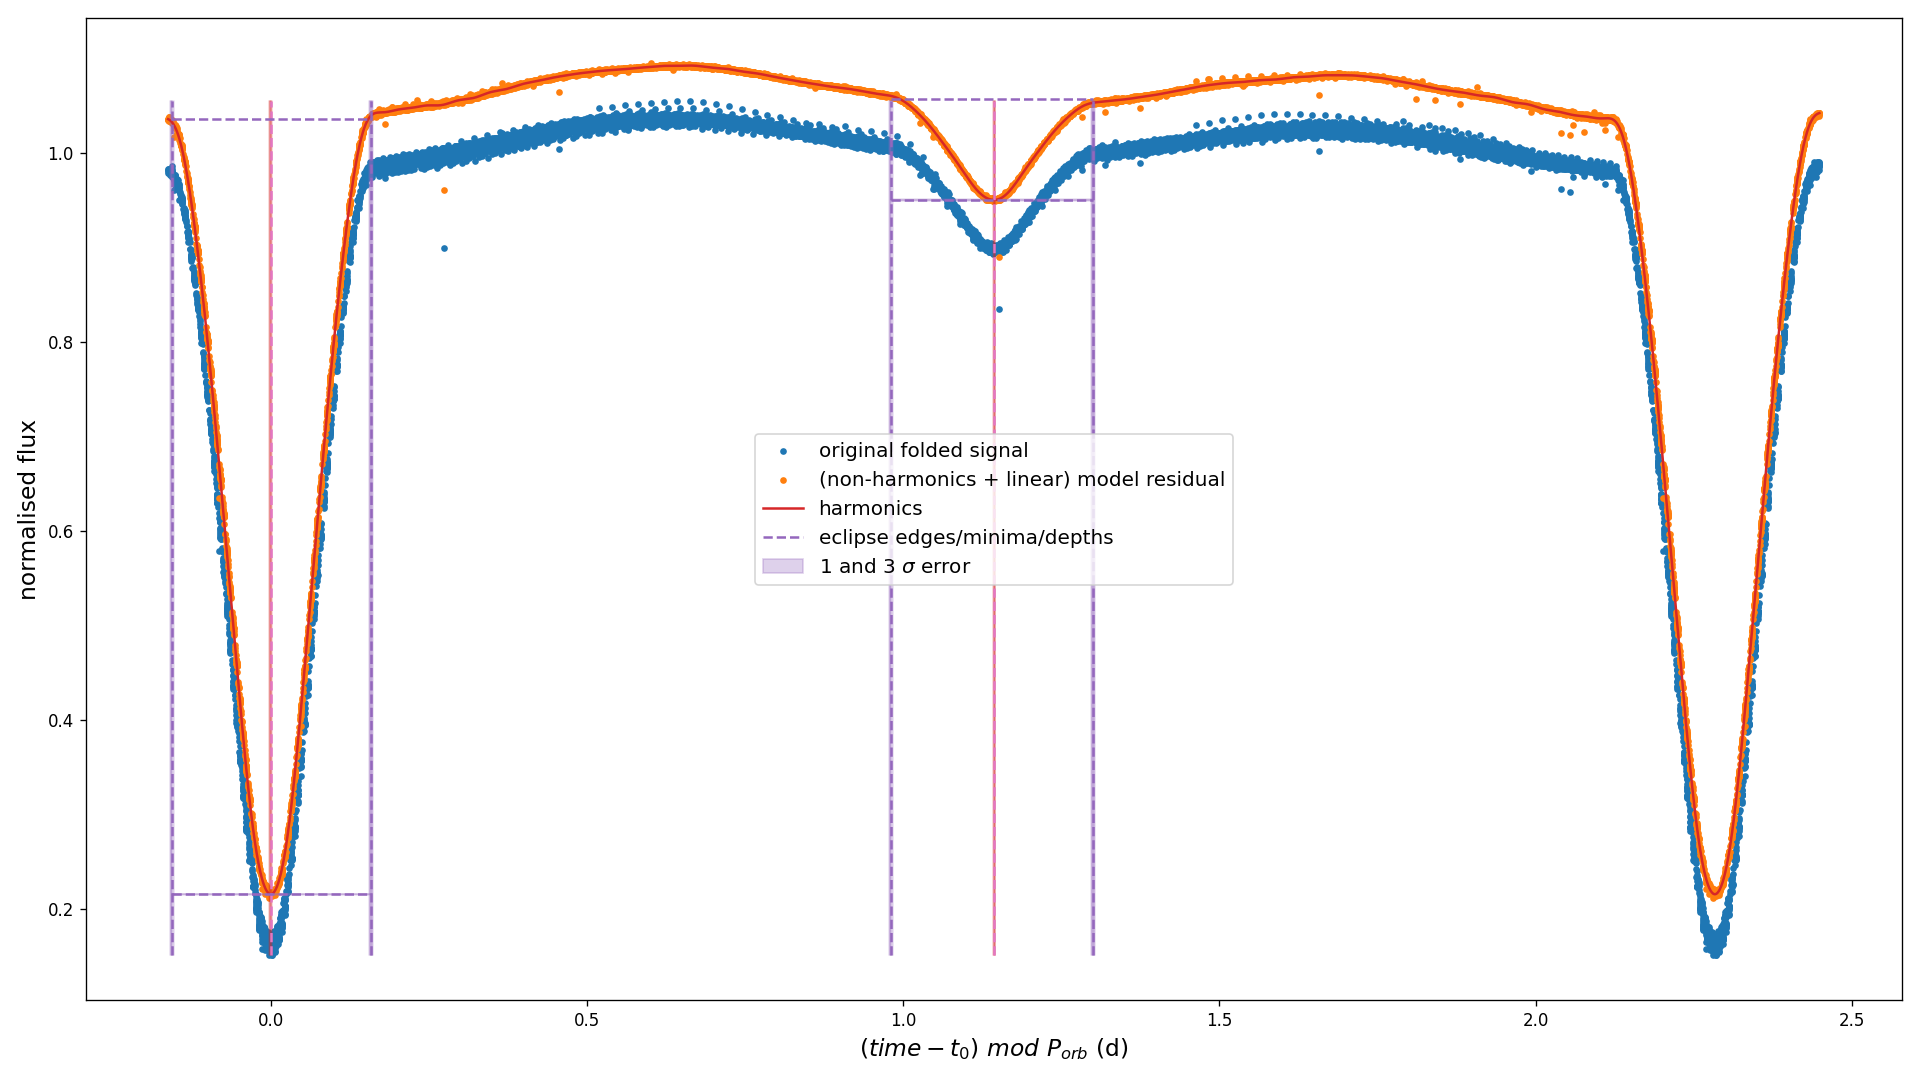 normalised flux
1.0
0.8
0.6
0.4
0.2
original folded signal
(non-harmonics + linear) model residual
harmonics
eclipse edges/minima/depths
1 and 3 σ error
0.0 0.5 1.0 1.5 2.0 2.5
(time − t₀) mod Pₒᵣb (d)